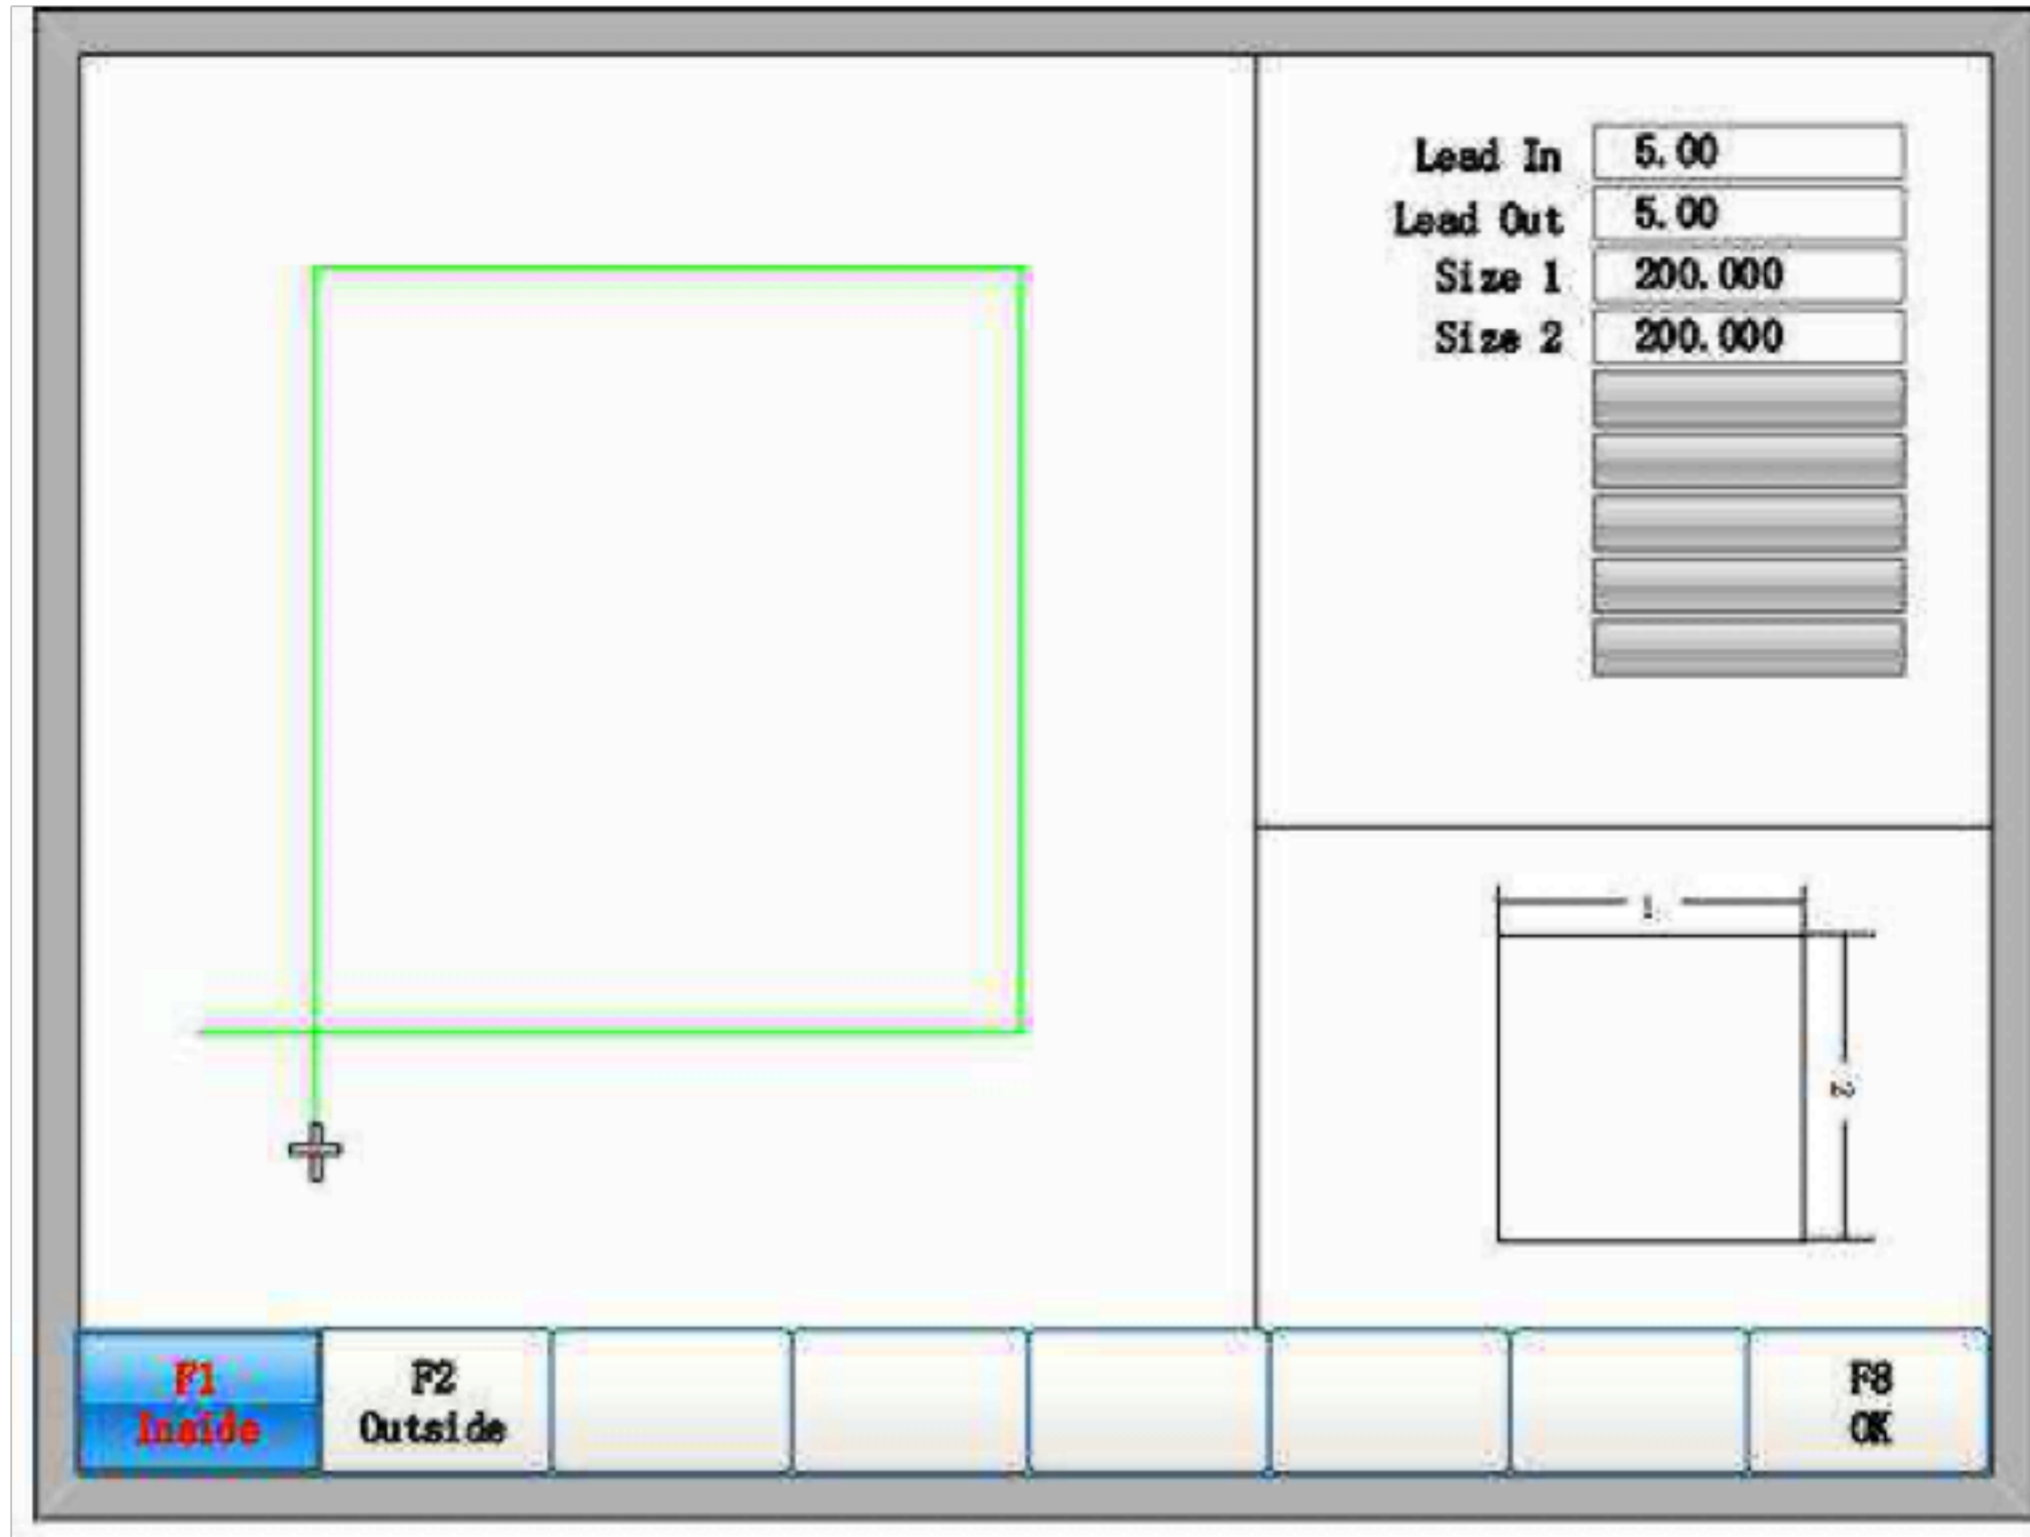 Lead In 5.00
Lead Out 5.00
Size 1 200.000
Size 2 200.000
1
2
F1
Inside
F2
Outside
F8
OK